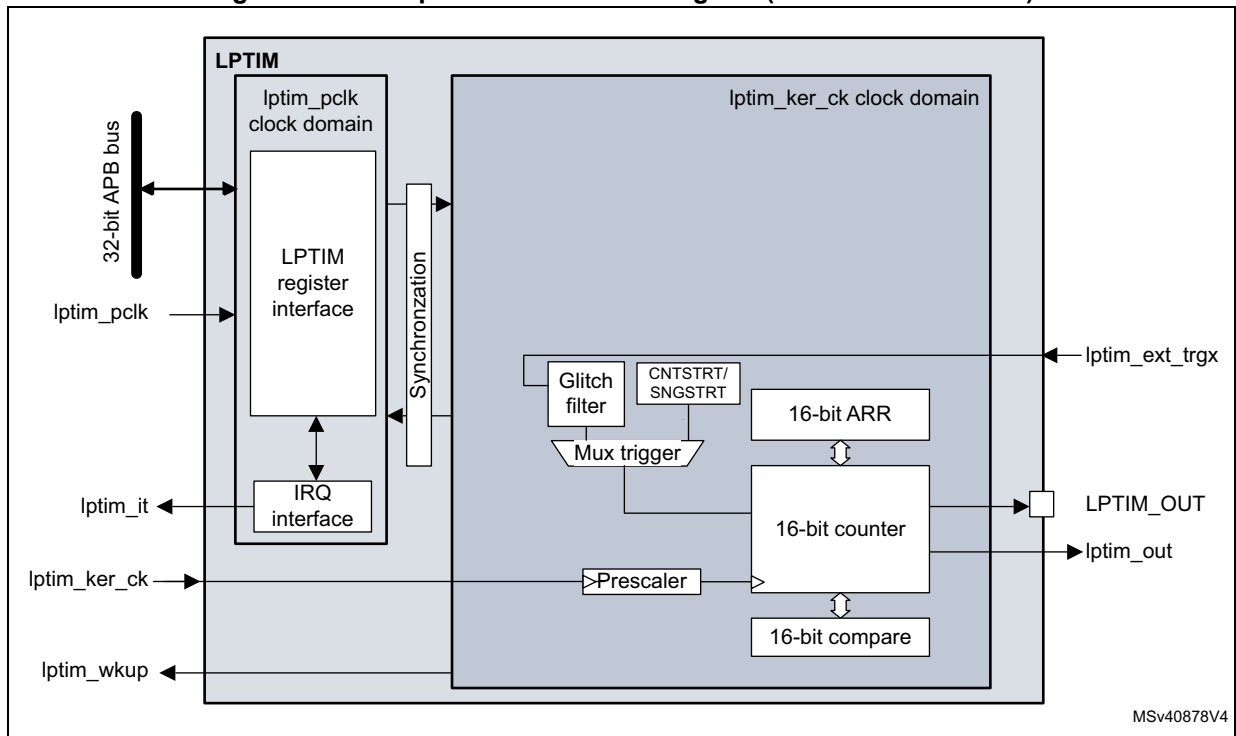 LPTIM
lptim_pclk
clock domain
lptim_ker_ck clock domain
32-bit APB bus
LPTIM
register
interface
Synchronzation
lptim_pclk
lptim_ext_trgx
Glitch
filter
CNTSTRT/
SNGSTRT
16-bit ARR
Mux trigger
IRQ
interface
lptim_it
16-bit counter
LPTIM_OUT
lptim_out
lptim_ker_ck
Prescaler
16-bit compare
lptim_wkup
MSv40878V4